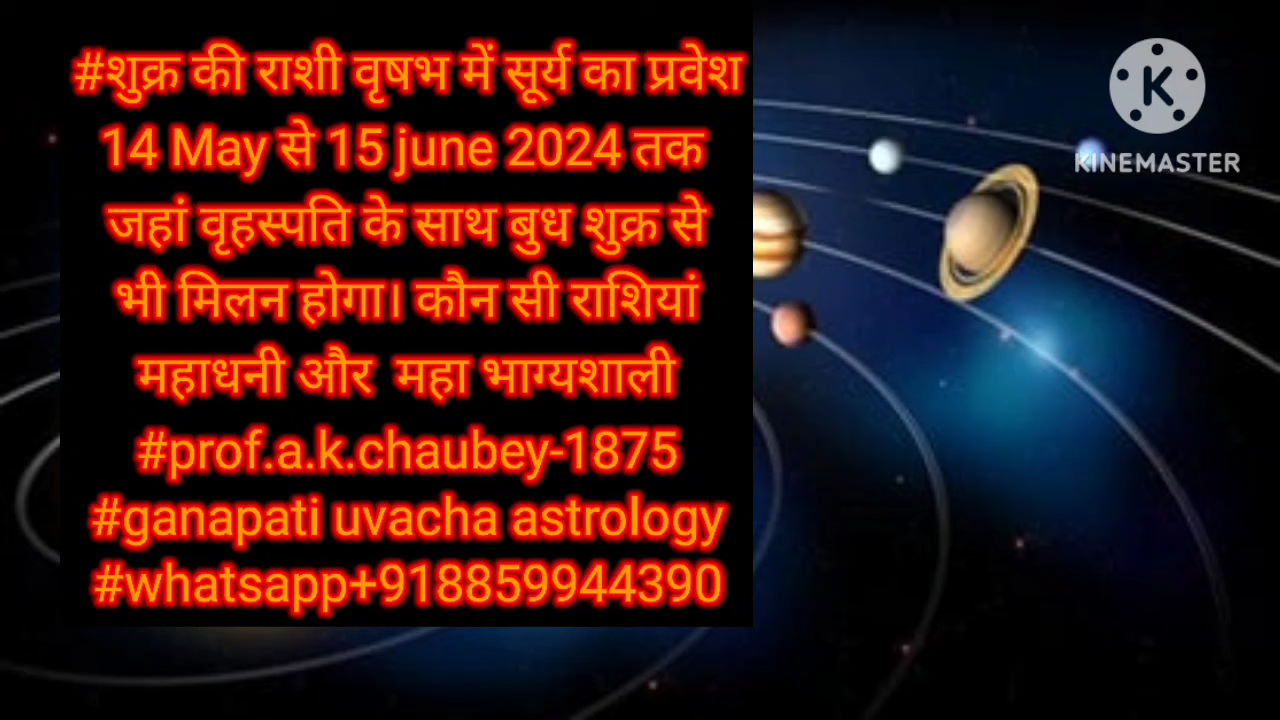 #शुक्र की राशी वृषभ में सूर्य का प्रवेश
14 May से 15 june 2024 तक
जहां वृहस्पति के साथ बुध शुक्र से
भी मिलन होगा। कौन सी राशियां
महाधनी और महा भाग्यशाली
#prof.a.k.chaubey-1875
#ganapati uvacha astrology
#whatsapp+918859944390
K
KINEMASTER